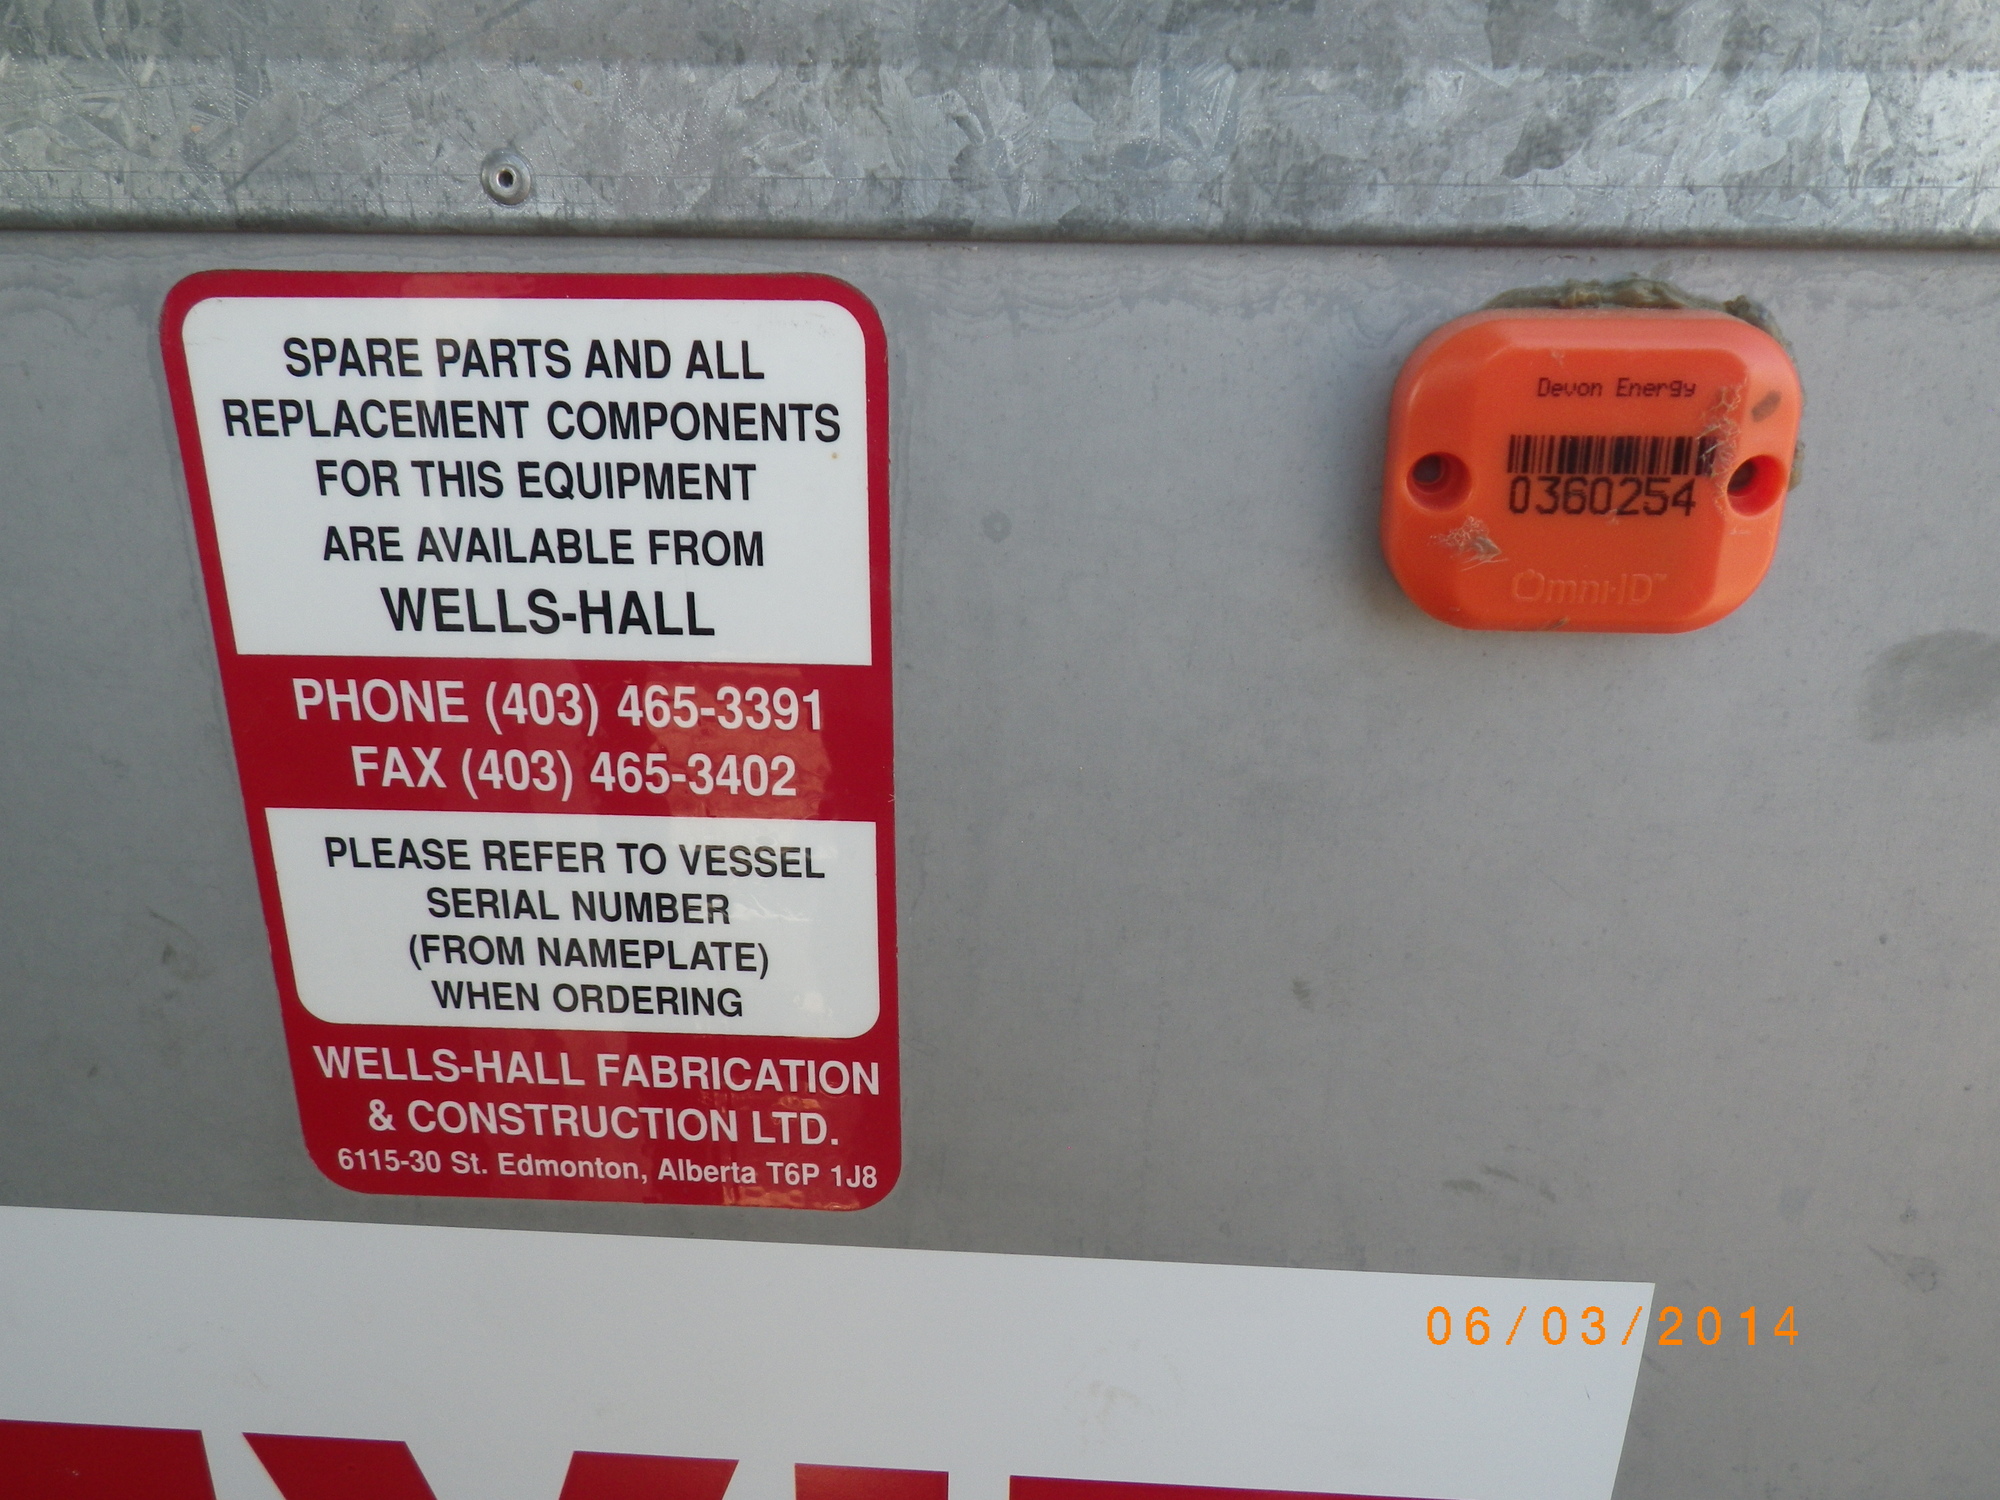 SPARE PARTS AND ALL
REPLACEMENT COMPONENTS
FOR THIS EQUIPMENT
ARE AVAILABLE FROM
WELLS-HALL
PHONE (403) 465-3391
FAX (403) 465-3402
PLEASE REFER TO VESSEL
SERIAL NUMBER
(FROM NAMEPLATE)
WHEN ORDERING
WELLS-HALL FABRICATION
& CONSTRUCTION LTD.
6115-30 St. Edmonton, Alberta T6P 1J8
Devon Energy
0360254
Omni-ID™
06/03/2014